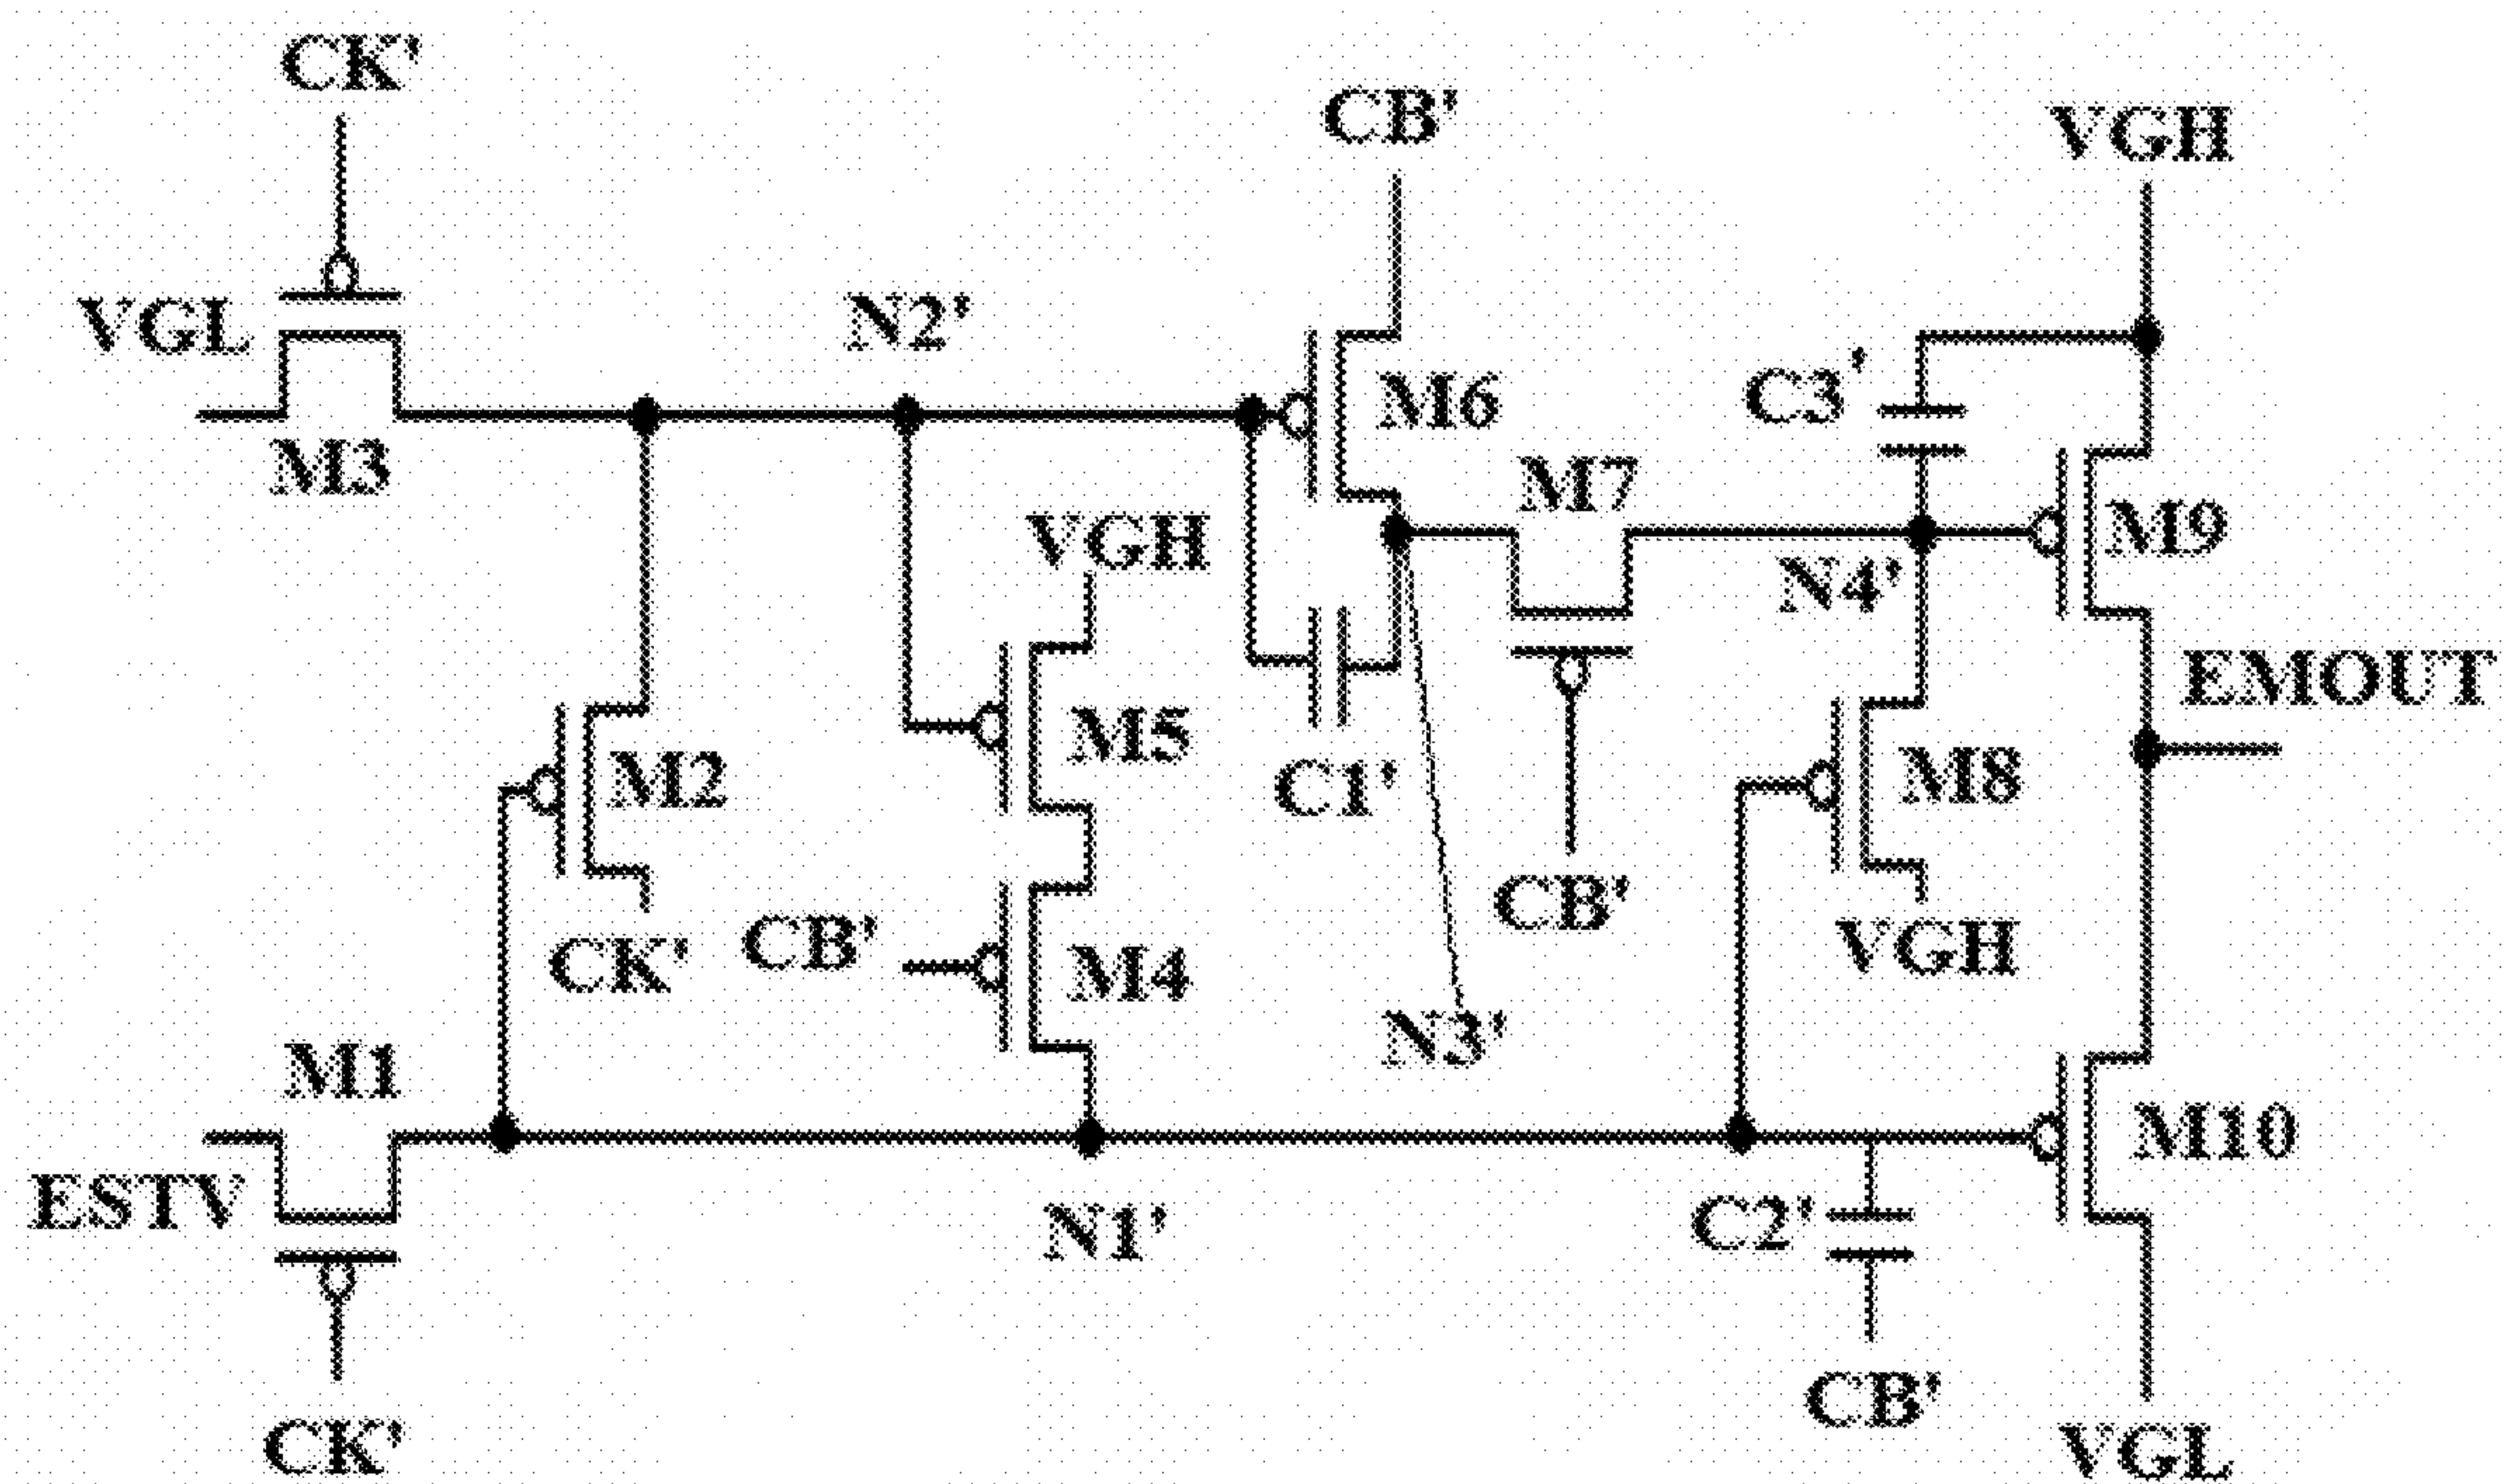 CK'
CB'
VGH
VGL
N2'
C3'
M6
M3
M7
VGH
M9
N4'
EMOUT
M5
M2
C1'
M8
CB'
CB'
CK'
M4
VGH
N3'
M1
M10
ESTV
N1'
C2'
CB'
CK'
VGL